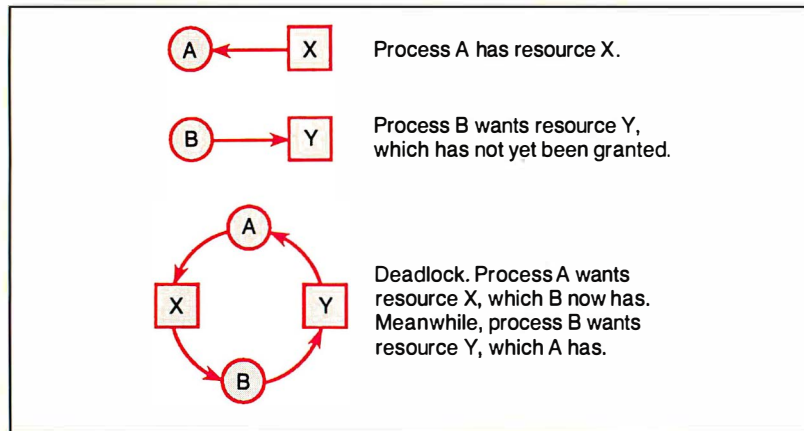 A X Process A has resource X.
B Y Process B wants resource Y,
which has not yet been granted.
A
X Y
B
Deadlock. Process A wants
resource X, which B now has.
Meanwhile, process B wants
resource Y, which A has.